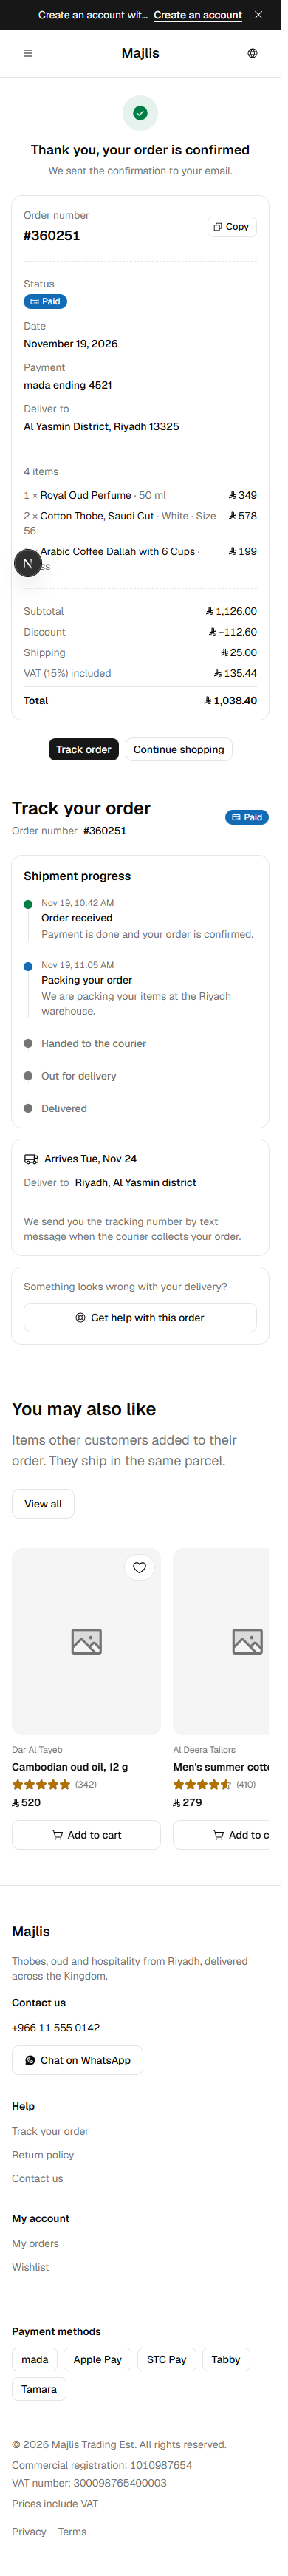 Create an account wit... Create an account
Majlis
Thank you, your order is confirmed
We sent the confirmation to your email.
Order number
#360251
Copy
Status
Paid
Date
November 19, 2026
Payment
mada ending 4521
Deliver to
Al Yasmin District, Riyadh 13325
4 items
1 × Royal Oud Perfume · 50 ml 349
2 × Cotton Thobe, Saudi Cut · White · Size 578
56
Arabic Coffee Dallah with 6 Cups · 199
Subtotal 1,126.00
Discount −112.60
Shipping 25.00
VAT (15%) included 135.44
Total 1,038.40
Track order Continue shopping
Track your order
Paid
Order number #360251
Shipment progress
Nov 19, 10:42 AM
Order received
Payment is done and your order is confirmed.
Nov 19, 11:05 AM
Packing your order
We are packing your items at the Riyadh
warehouse.
Handed to the courier
Out for delivery
Delivered
Arrives Tue, Nov 24
Deliver to Riyadh, Al Yasmin district
We send you the tracking number by text
message when the courier collects your order.
Something looks wrong with your delivery?
Get help with this order
You may also like
Items other customers added to their
order. They ship in the same parcel.
View all
Dar Al Tayeb
Cambodian oud oil, 12 g
(342)
520
Add to cart
Al Deera Tailors
Men's summer cotto
(410)
279
Add to c
Majlis
Thobes, oud and hospitality from Riyadh, delivered
across the Kingdom.
Contact us
+966 11 555 0142
Chat on WhatsApp
Help
Track your order
Return policy
Contact us
My account
My orders
Wishlist
Payment methods
mada Apple Pay STC Pay Tabby
Tamara
© 2026 Majlis Trading Est. All rights reserved.
Commercial registration: 1010987654
VAT number: 300098765400003
Prices include VAT
Privacy Terms